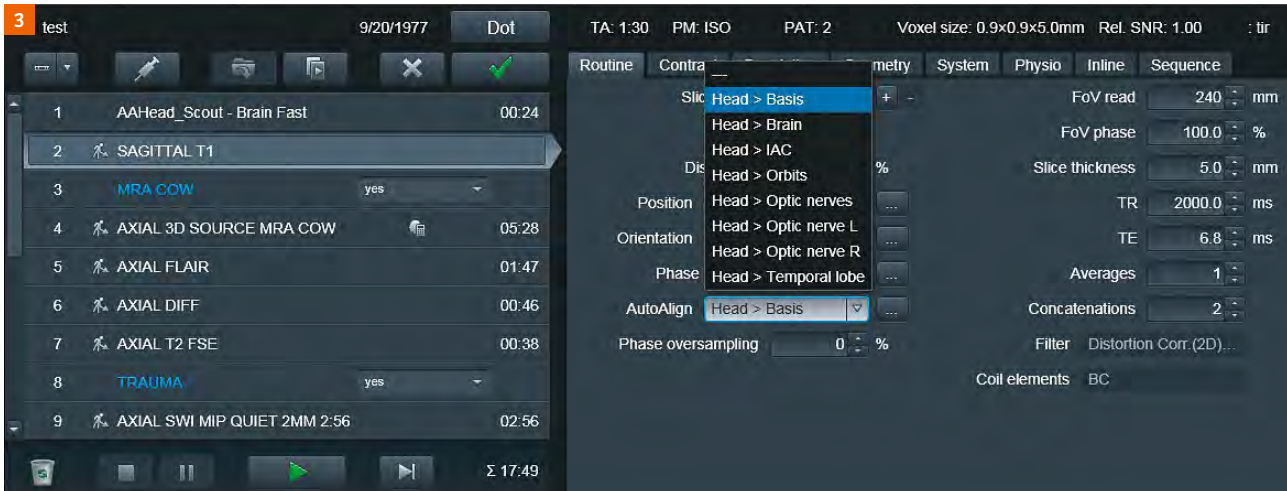 3
test 9/20/1977 Dot
TA: 1:30 PM: ISO PAT: 2 Voxel size: 0.9×0.9×5.0mm Rel. SNR: 1.00 : tir
Routine Contra metry System Physio Inline Sequence
1 AAHead_Scout - Brain Fast 00:24
2 SAGITTAL T1
3 MRA COW yes
4 AXIAL 3D SOURCE MRA COW 05:28
5 AXIAL FLAIR 01:47
6 AXIAL DIFF 00:46
7 AXIAL T2 FSE 00:38
8 TRAUMA yes
9 AXIAL SWI MIP QUIET 2MM 2:56 02:56
Σ 17:49
Slic + -
Dis %
Position ...
Orientation ...
Phase ...
AutoAlign Head > Basis ...
Phase oversampling 0 %
---
Head > Basis
Head > Brain
Head > IAC
Head > Orbits
Head > Optic nerves
Head > Optic nerve L
Head > Optic nerve R
Head > Temporal lobe
FoV read 240 mm
FoV phase 100.0 %
Slice thickness 5.0 mm
TR 2000.0 ms
TE 6.8 ms
Averages 1
Concatenations 2
Filter Distortion Corr.(2D)...
Coil elements BC